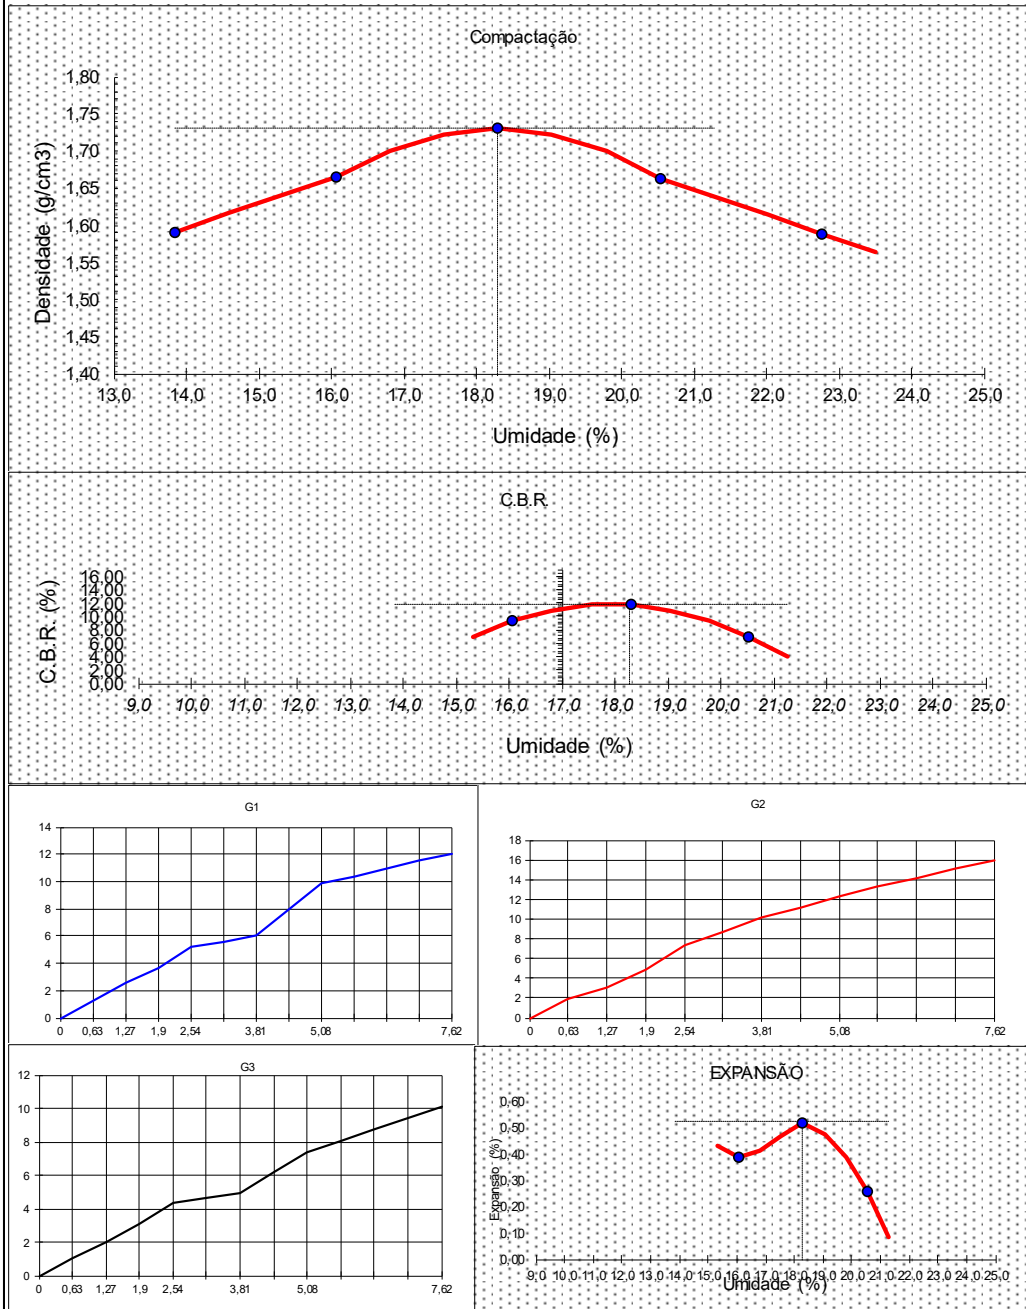 Compactação
1,80
1,75
1,70
1,65
1,60
1,55
1,50
1,45
1,40
Densidade (g/cm3)
13,0 14,0 15,0 16,0 17,0 18,0 19,0 20,0 21,0 22,0 23,0 24,0 25,0
Umidade (%)
C.B.R.
16,00
14,00
12,00
10,00
8,00
6,00
4,00
2,00
0,00
C.B.R. (%)
9,0 10,0 11,0 12,0 13,0 14,0 15,0 16,0 17,0 18,0 19,0 20,0 21,0 22,0 23,0 24,0 25,0
Umidade (%)
G1
14
12
10
8
6
4
2
0
0 0,63 1,27 1,9 2,54 3,81 5,08 7,62
G2
18
16
14
12
10
8
6
4
2
0
0 0,63 1,27 1,9 2,54 3,81 5,08 7,62
G3
12
10
8
6
4
2
0
0 0,63 1,27 1,9 2,54 3,81 5,08 7,62
EXPANSÃO
0,60
0,50
0,40
0,30
0,20
0,10
0,00
Expansão (%)
9,0 10,0 11,0 12,0 13,0 14,0 15,0 16,0 17,0 18,0 19,0 20,0 21,0 22,0 23,0 24,0 25,0
Umidade (%)